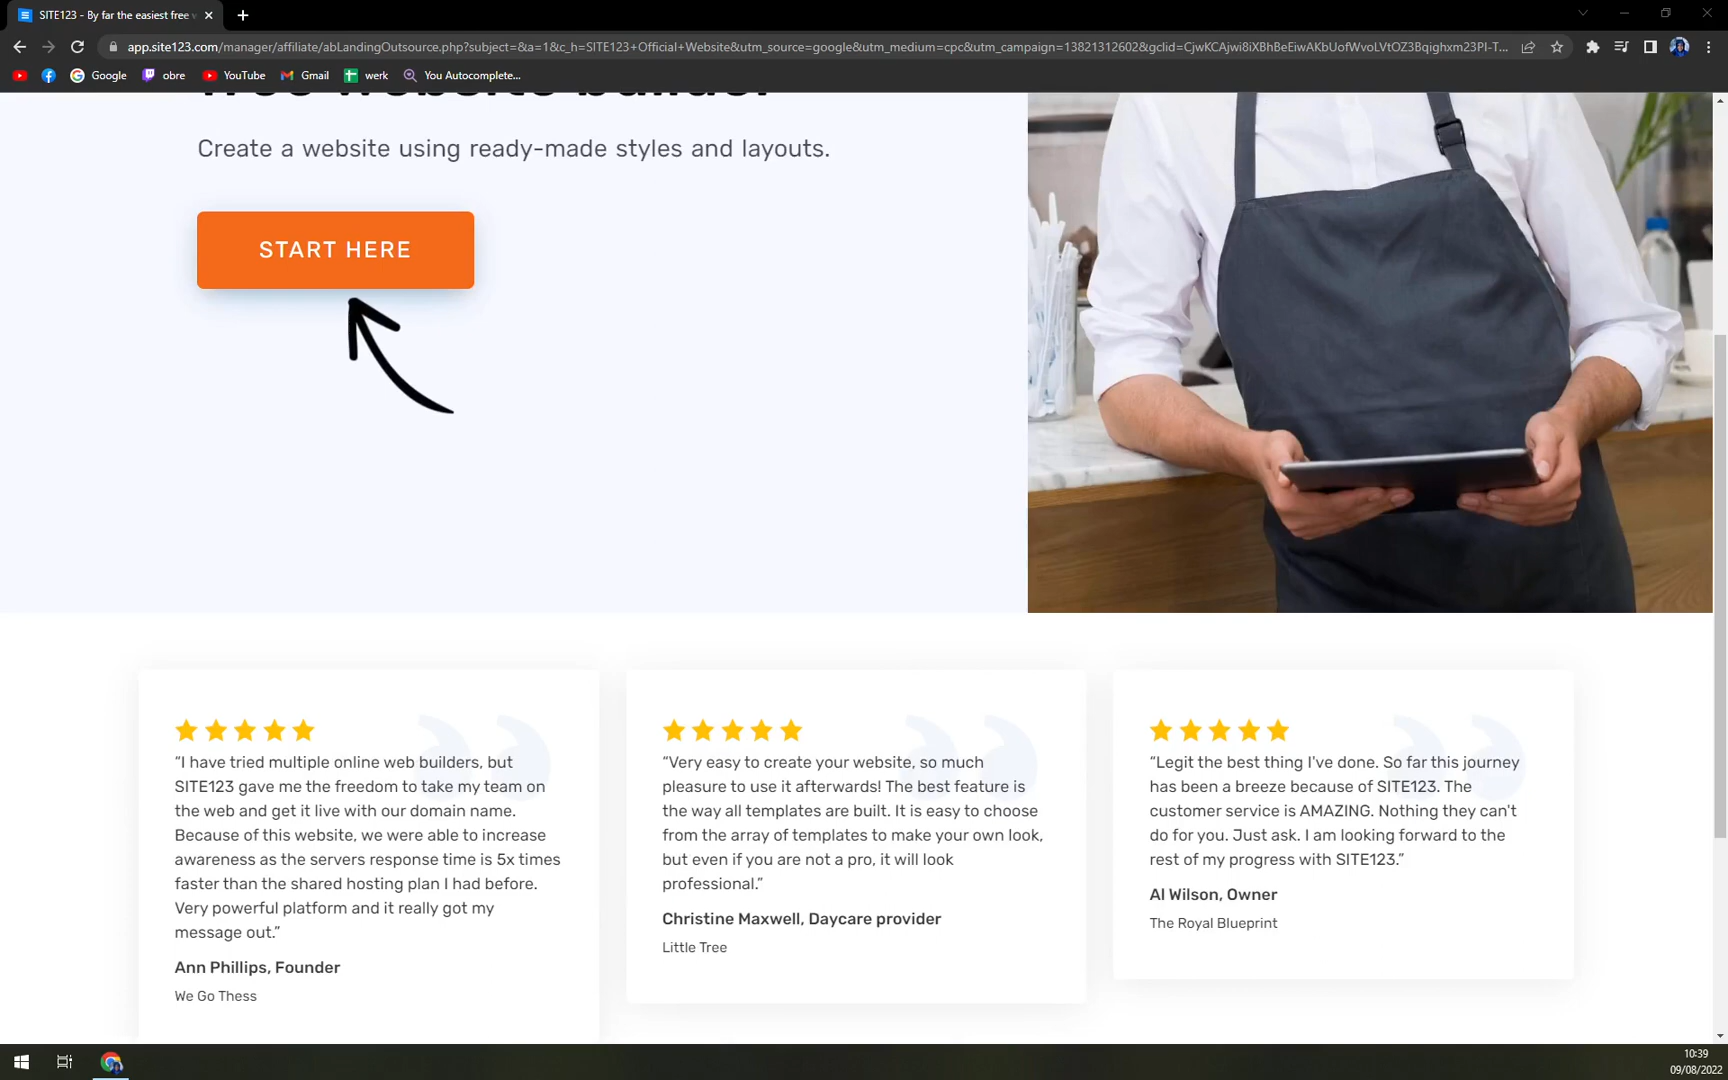 SITE123 - By far the easiest free w
app.site123.com/manager/affiliate/abLandingOutsource.php?subject=&a=1&c_h=SITE123+Official+Website&utm_source=google&utm_medium=cpc&utm_campaign=13821312602&gclid=CjwKCAjwi8iXBhBeEiwAKbUofWvoLVtOZ3Bqighxm23PI-T...
Google
obre
YouTube
Gmail
werk
You Autocomplete...
free website builder
Create a website using ready-made styles and layouts.
START HERE
“I have tried multiple online web builders, but
SITE123 gave me the freedom to take my team on
the web and get it live with our domain name.
Because of this website, we were able to increase
awareness as the servers response time is 5x times
faster than the shared hosting plan I had before.
Very powerful platform and it really got my
message out.”
Ann Phillips, Founder
We Go Thess
“Very easy to create your website, so much
pleasure to use it afterwards! The best feature is
the way all templates are built. It is easy to choose
from the array of templates to make your own look,
but even if you are not a pro, it will look
professional.”
Christine Maxwell, Daycare provider
Little Tree
“Legit the best thing I've done. So far this journey
has been a breeze because of SITE123. The
customer service is AMAZING. Nothing they can't
do for you. Just ask. I am looking forward to the
rest of my progress with SITE123.”
Al Wilson, Owner
The Royal Blueprint
10:39
09/08/2022